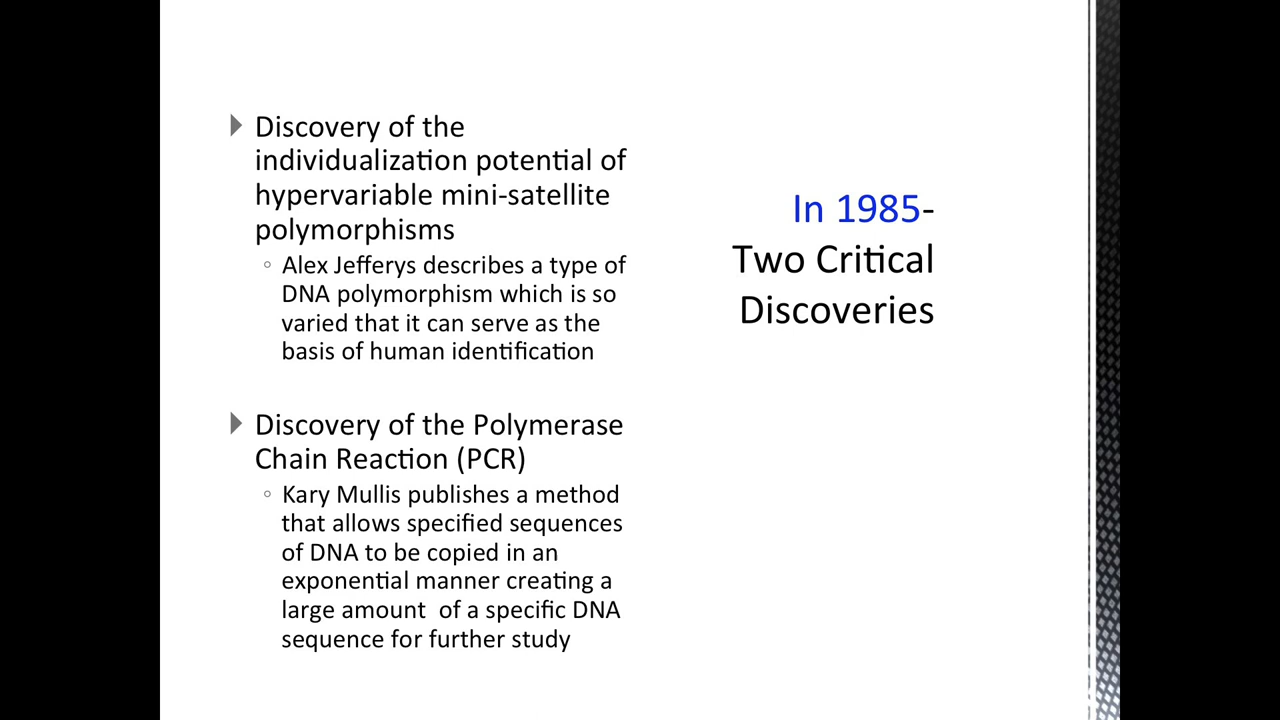 Discovery of the
individualization potential of
hypervariable mini-satellite
polymorphisms
Alex Jefferys describes a type of
DNA polymorphism which is so
varied that it can serve as the
basis of human identification
Discovery of the Polymerase
Chain Reaction (PCR)
Kary Mullis publishes a method
that allows specified sequences
of DNA to be copied in an
exponential manner creating a
large amount  of a specific DNA
sequence for further study
In 1985-
Two Critical
Discoveries